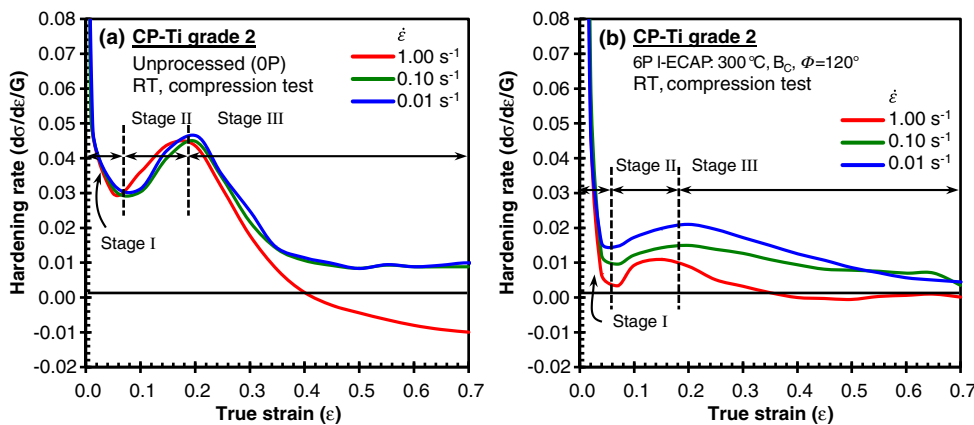 (a) CP-Ti grade 2
Unprocessed (0P)
RT, compression test
ε̇
1.00 s⁻¹
0.10 s⁻¹
0.01 s⁻¹
Stage II
Stage III
Stage I
Hardening rate (dσ/dε/G)
0.08
0.07
0.06
0.05
0.04
0.03
0.02
0.01
0.00
-0.01
-0.02
0.0 0.1 0.2 0.3 0.4 0.5 0.6 0.7
True strain (ε)
(b) CP-Ti grade 2
6P I-ECAP: 300 °C, B_C, Φ=120°
RT, compression test
ε̇
1.00 s⁻¹
0.10 s⁻¹
0.01 s⁻¹
Stage II
Stage III
Stage I
Hardening rate (dσ/dε/G)
0.08
0.07
0.06
0.05
0.04
0.03
0.02
0.01
0.00
-0.01
-0.02
0.0 0.1 0.2 0.3 0.4 0.5 0.6 0.7
True strain (ε)